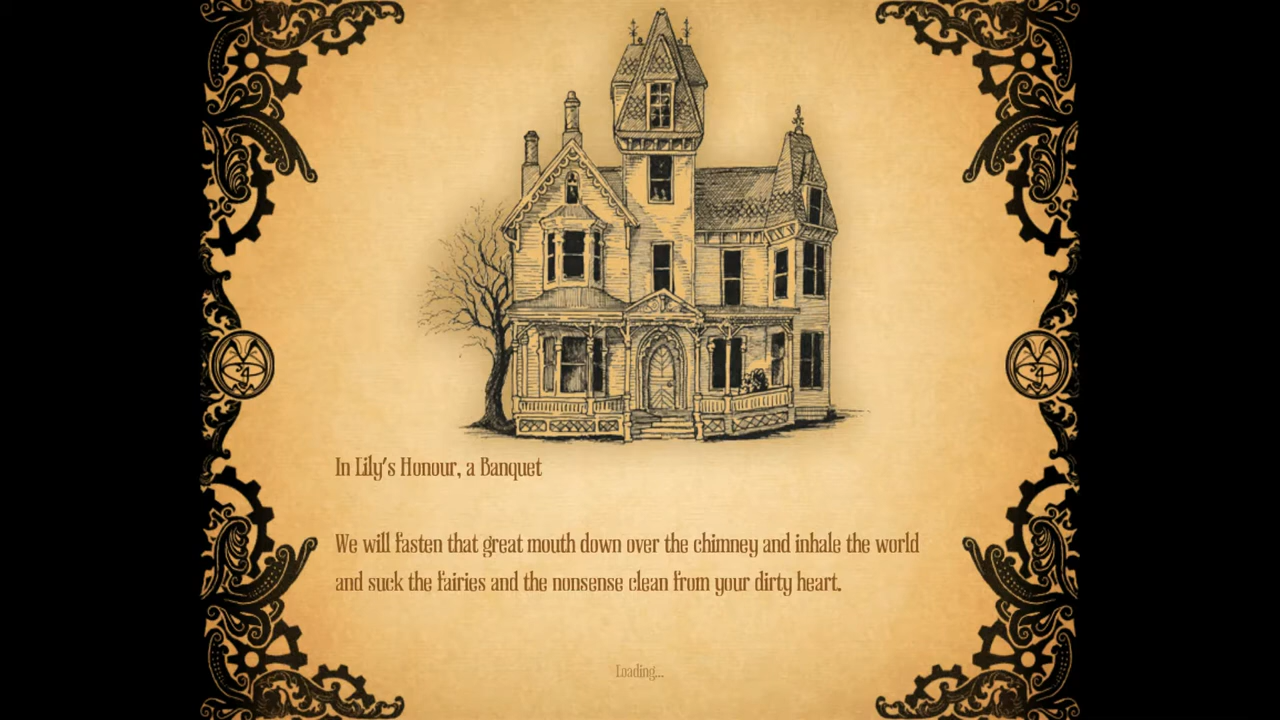 In Lily's Honour, a Banquet
We will fasten that great mouth down over the chimney and inhale the world
and suck the fairies and the nonsense clean from your dirty heart.
Loading...